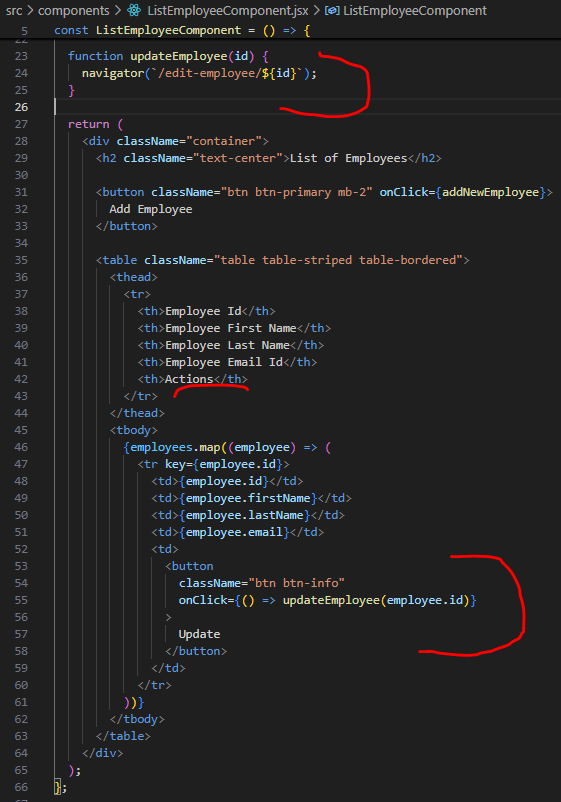 src > components > ListEmployeeComponent.jsx > ListEmployeeComponent
5 const ListEmployeeComponent = () => {
22
23 function updateEmployee(id) {
24 navigator(`/edit-employee/${id}`);
25 }
26
27 return (
28 <div className="container">
29 <h2 className="text-center">List of Employees</h2>
30
31 <button className="btn btn-primary mb-2" onClick={addNewEmployee}>
32 Add Employee
33 </button>
34
35 <table className="table table-striped table-bordered">
36 <thead>
37 <tr>
38 <th>Employee Id</th>
39 <th>Employee First Name</th>
40 <th>Employee Last Name</th>
41 <th>Employee Email Id</th>
42 <th>Actions</th>
43 </tr>
44 </thead>
45 <tbody>
46 {employees.map((employee) => (
47 <tr key={employee.id}>
48 <td>{employee.id}</td>
49 <td>{employee.firstName}</td>
50 <td>{employee.lastName}</td>
51 <td>{employee.email}</td>
52 <td>
53 <button
54 className="btn btn-info"
55 onClick={() => updateEmployee(employee.id)}
56 >
57 Update
58 </button>
59 </td>
60 </tr>
61 ))}
62 </tbody>
63 </table>
64 </div>
65 );
66 };
67